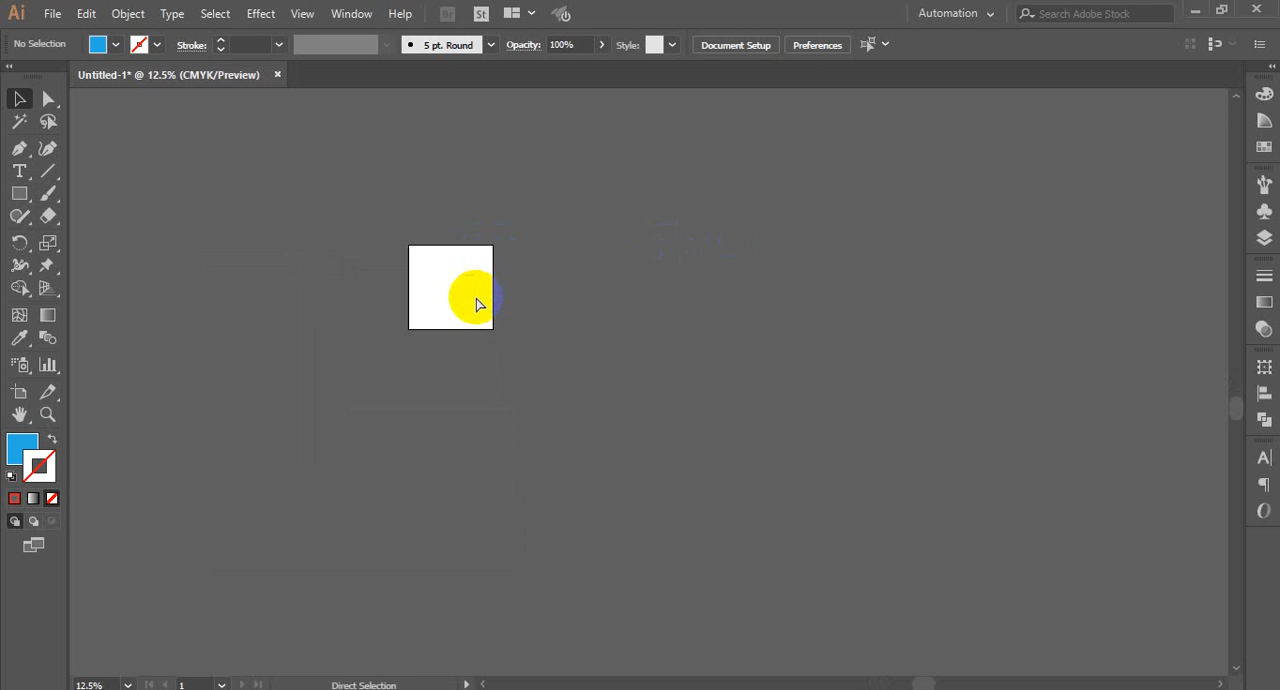 Ai File Edit Object Type Select Effect View Window Help Br St Automation Search Adobe Stock
No Selection Stroke: 5 pt. Round Opacity: 100% Style: Document Setup Preferences
Untitled-1* @ 12.5% (CMYK/Preview)
12.5% 1 Direct Selection